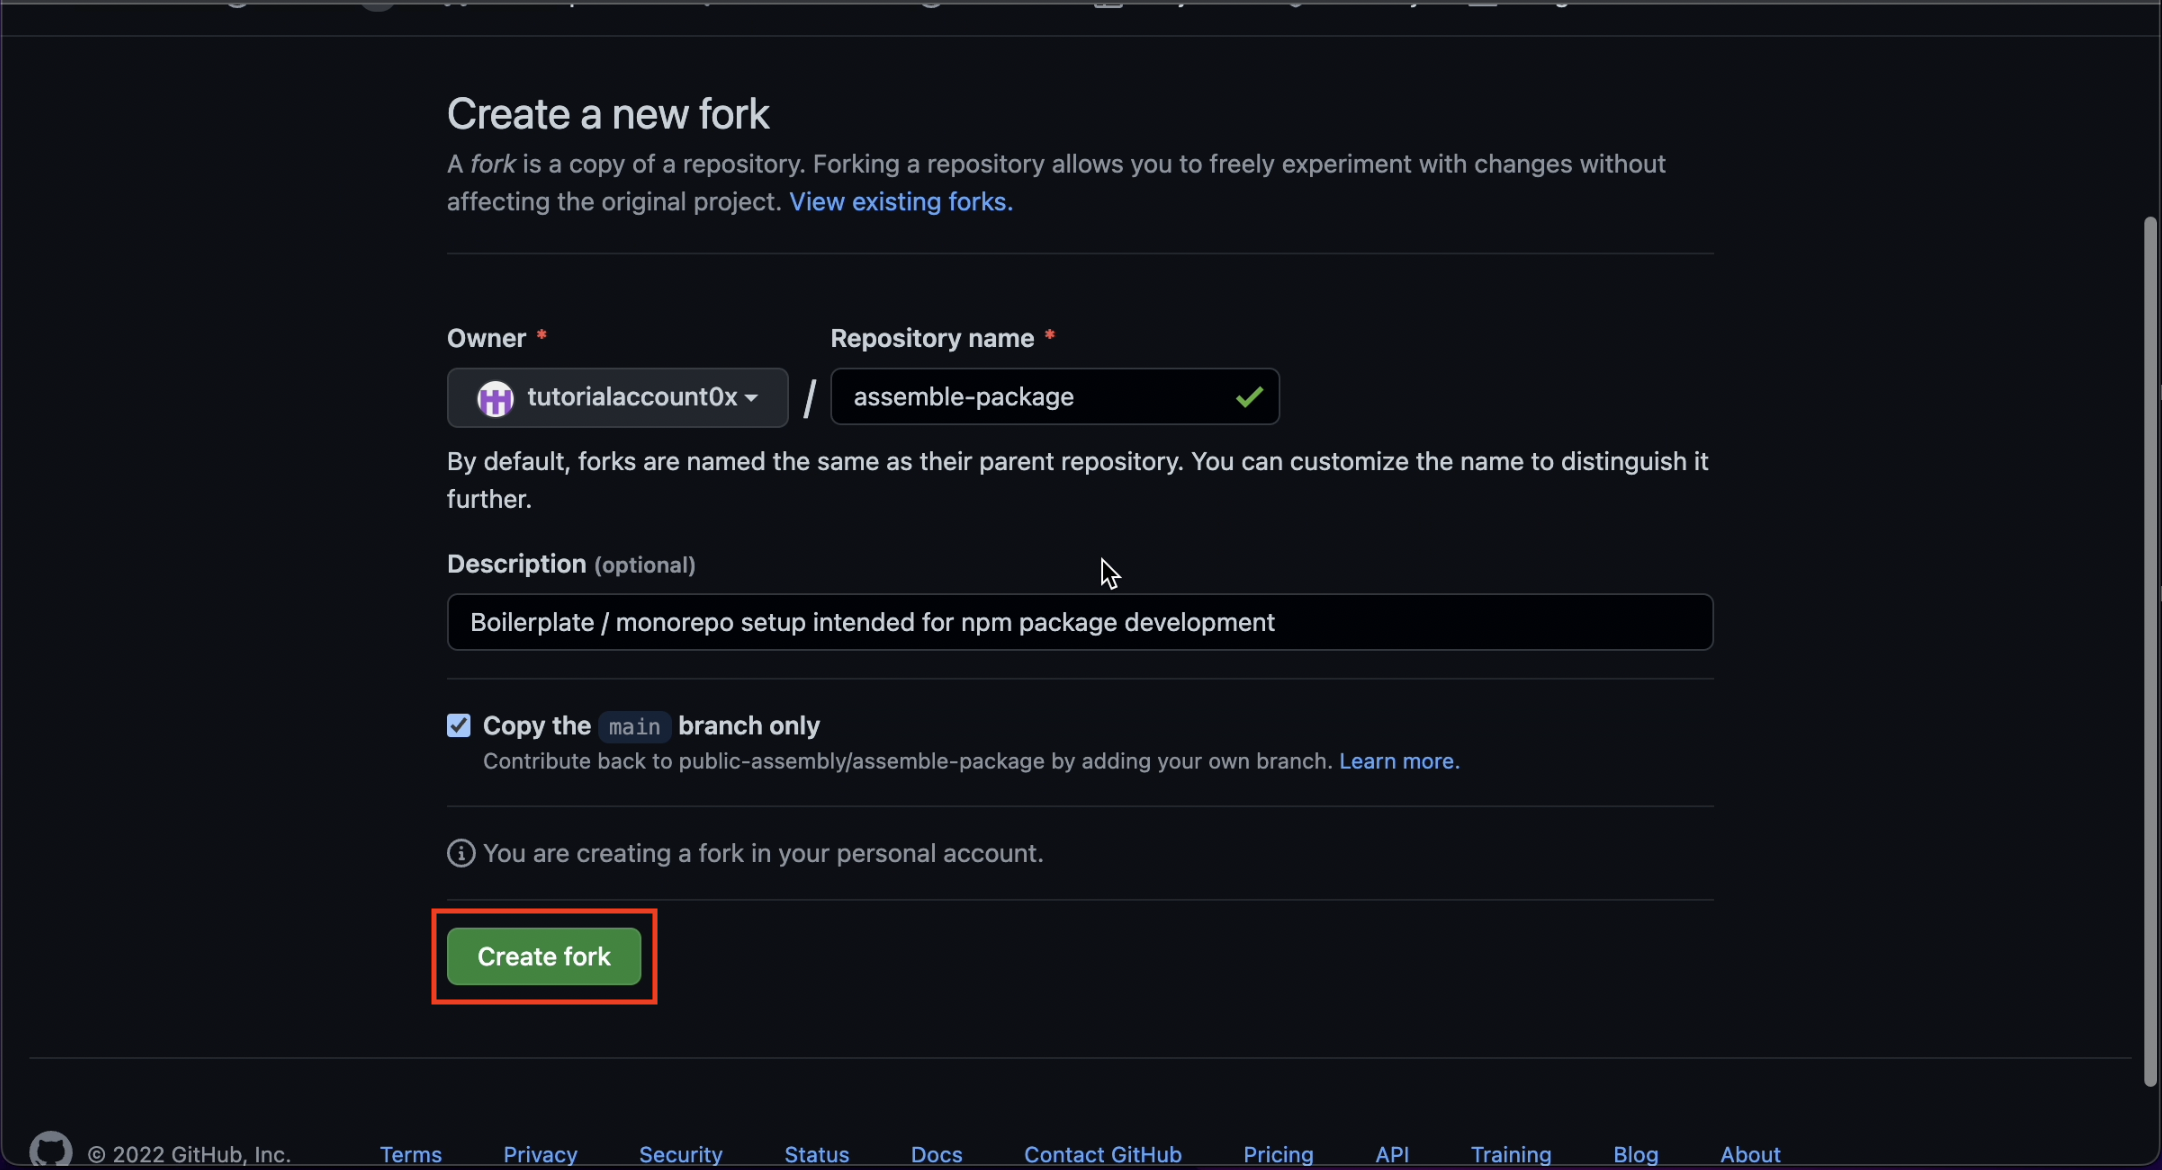 Create a new fork
A fork is a copy of a repository. Forking a repository allows you to freely experiment with changes without
affecting the original project. View existing forks.
Owner * Repository name *
tutorialaccount0x / assemble-package
By default, forks are named the same as their parent repository. You can customize the name to distinguish it
further.
Description (optional)
Boilerplate / monorepo setup intended for npm package development
Copy the main branch only
Contribute back to public-assembly/assemble-package by adding your own branch. Learn more.
You are creating a fork in your personal account.
Create fork
© 2022 GitHub, Inc. Terms Privacy Security Status Docs Contact GitHub Pricing API Training Blog About